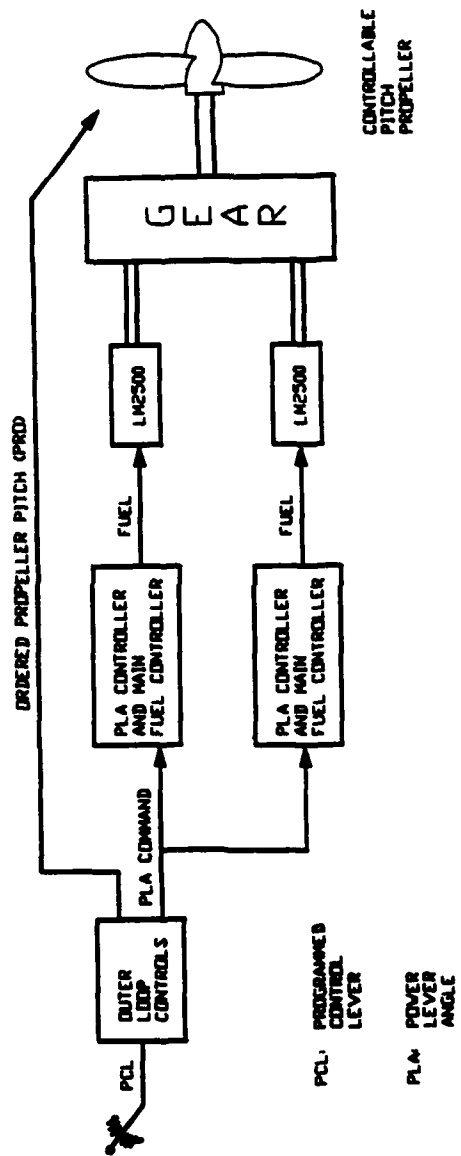 ORDERED PROPELLER PITCH (PRO)
PCL
OUTER
LOOP
CONTROLS
PLA COMMAND
PLA CONTROLLER
AND MAIN
FUEL CONTROLLER
FUEL
LM2500
PLA CONTROLLER
AND MAIN
FUEL CONTROLLER
FUEL
LM2500
GEAR
CONTROLLABLE
PITCH
PROPELLER
PCL: PROGRAMMED
CONTROL
LEVER
PLA: POWER
LEVER
ANGLE